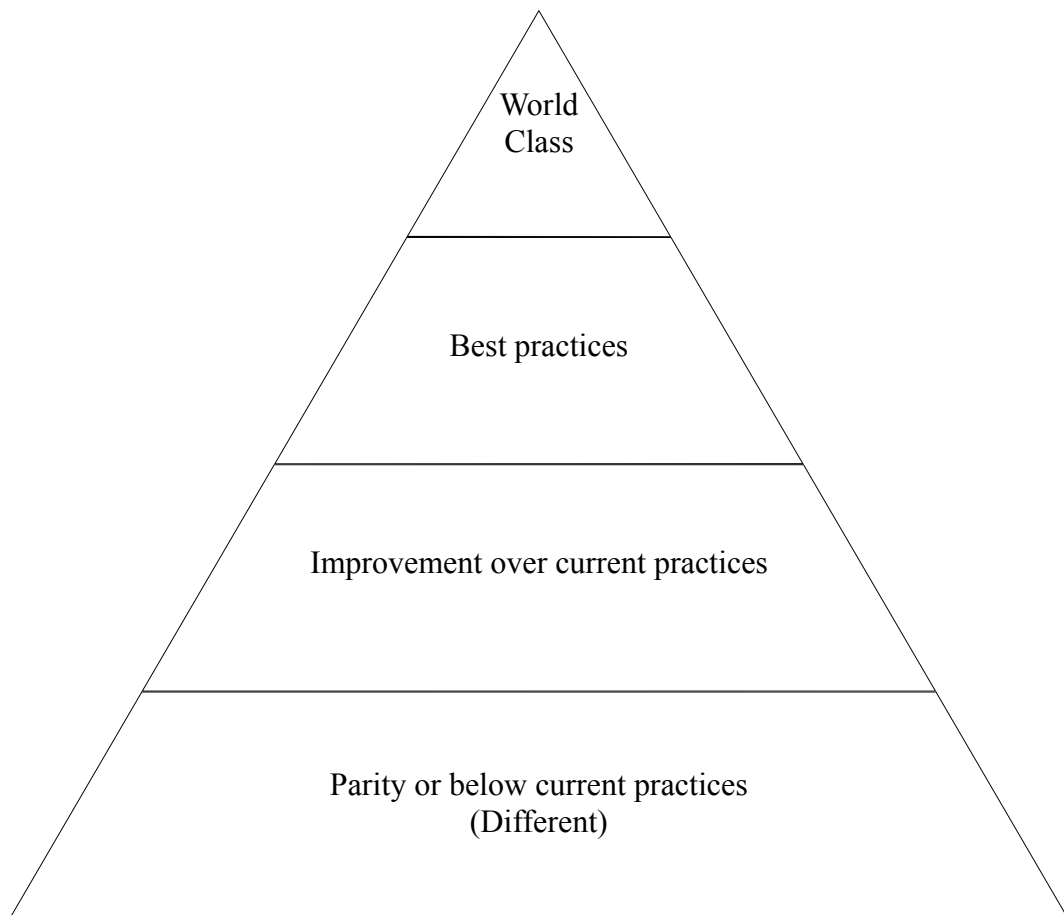 World
Class
Best practices
Improvement over current practices
Parity or below current practices
(Different)